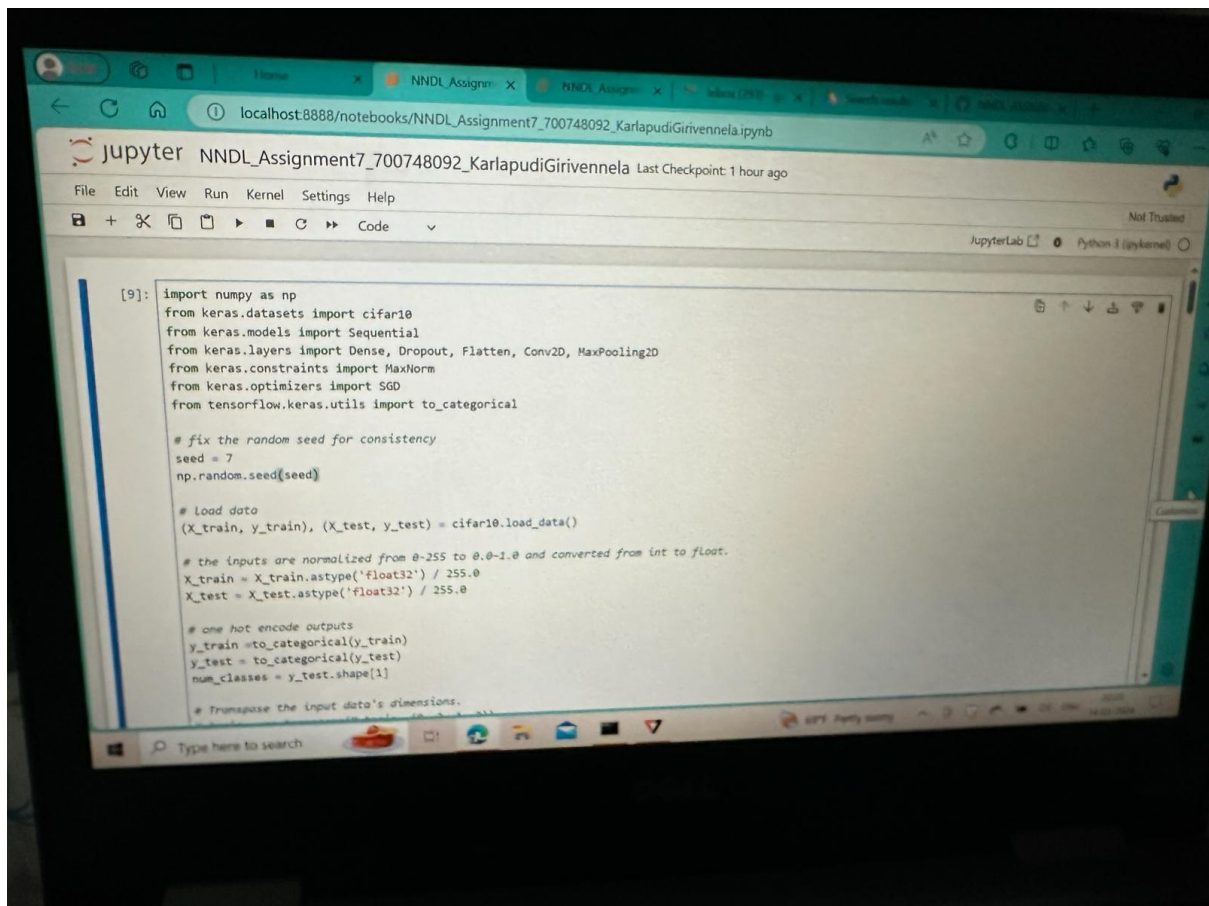 Home
NNDL_Assignm
NNDL Assignm
localhost:8888/notebooks/NNDL_Assignment7_700748092_KarlapudiGirivennela.ipynb
jupyter NNDL_Assignment7_700748092_KarlapudiGirivennela Last Checkpoint: 1 hour ago
File Edit View Run Kernel Settings Help
Not Trusted
Code
JupyterLab Python 3 (ipykernel)
[9]: import numpy as np
from keras.datasets import cifar10
from keras.models import Sequential
from keras.layers import Dense, Dropout, Flatten, Conv2D, MaxPooling2D
from keras.constraints import MaxNorm
from keras.optimizers import SGD
from tensorflow.keras.utils import to_categorical
# fix the random seed for consistency
seed = 7
np.random.seed(seed)
# Load data
(X_train, y_train), (X_test, y_test) = cifar10.load_data()
# the inputs are normalized from 0-255 to 0.0-1.0 and converted from int to float.
X_train = X_train.astype('float32') / 255.0
X_test = X_test.astype('float32') / 255.0
# one hot encode outputs
y_train =to_categorical(y_train)
y_test = to_categorical(y_test)
num_classes = y_test.shape[1]
# Transpose the input data's dimensions.
Type here to search